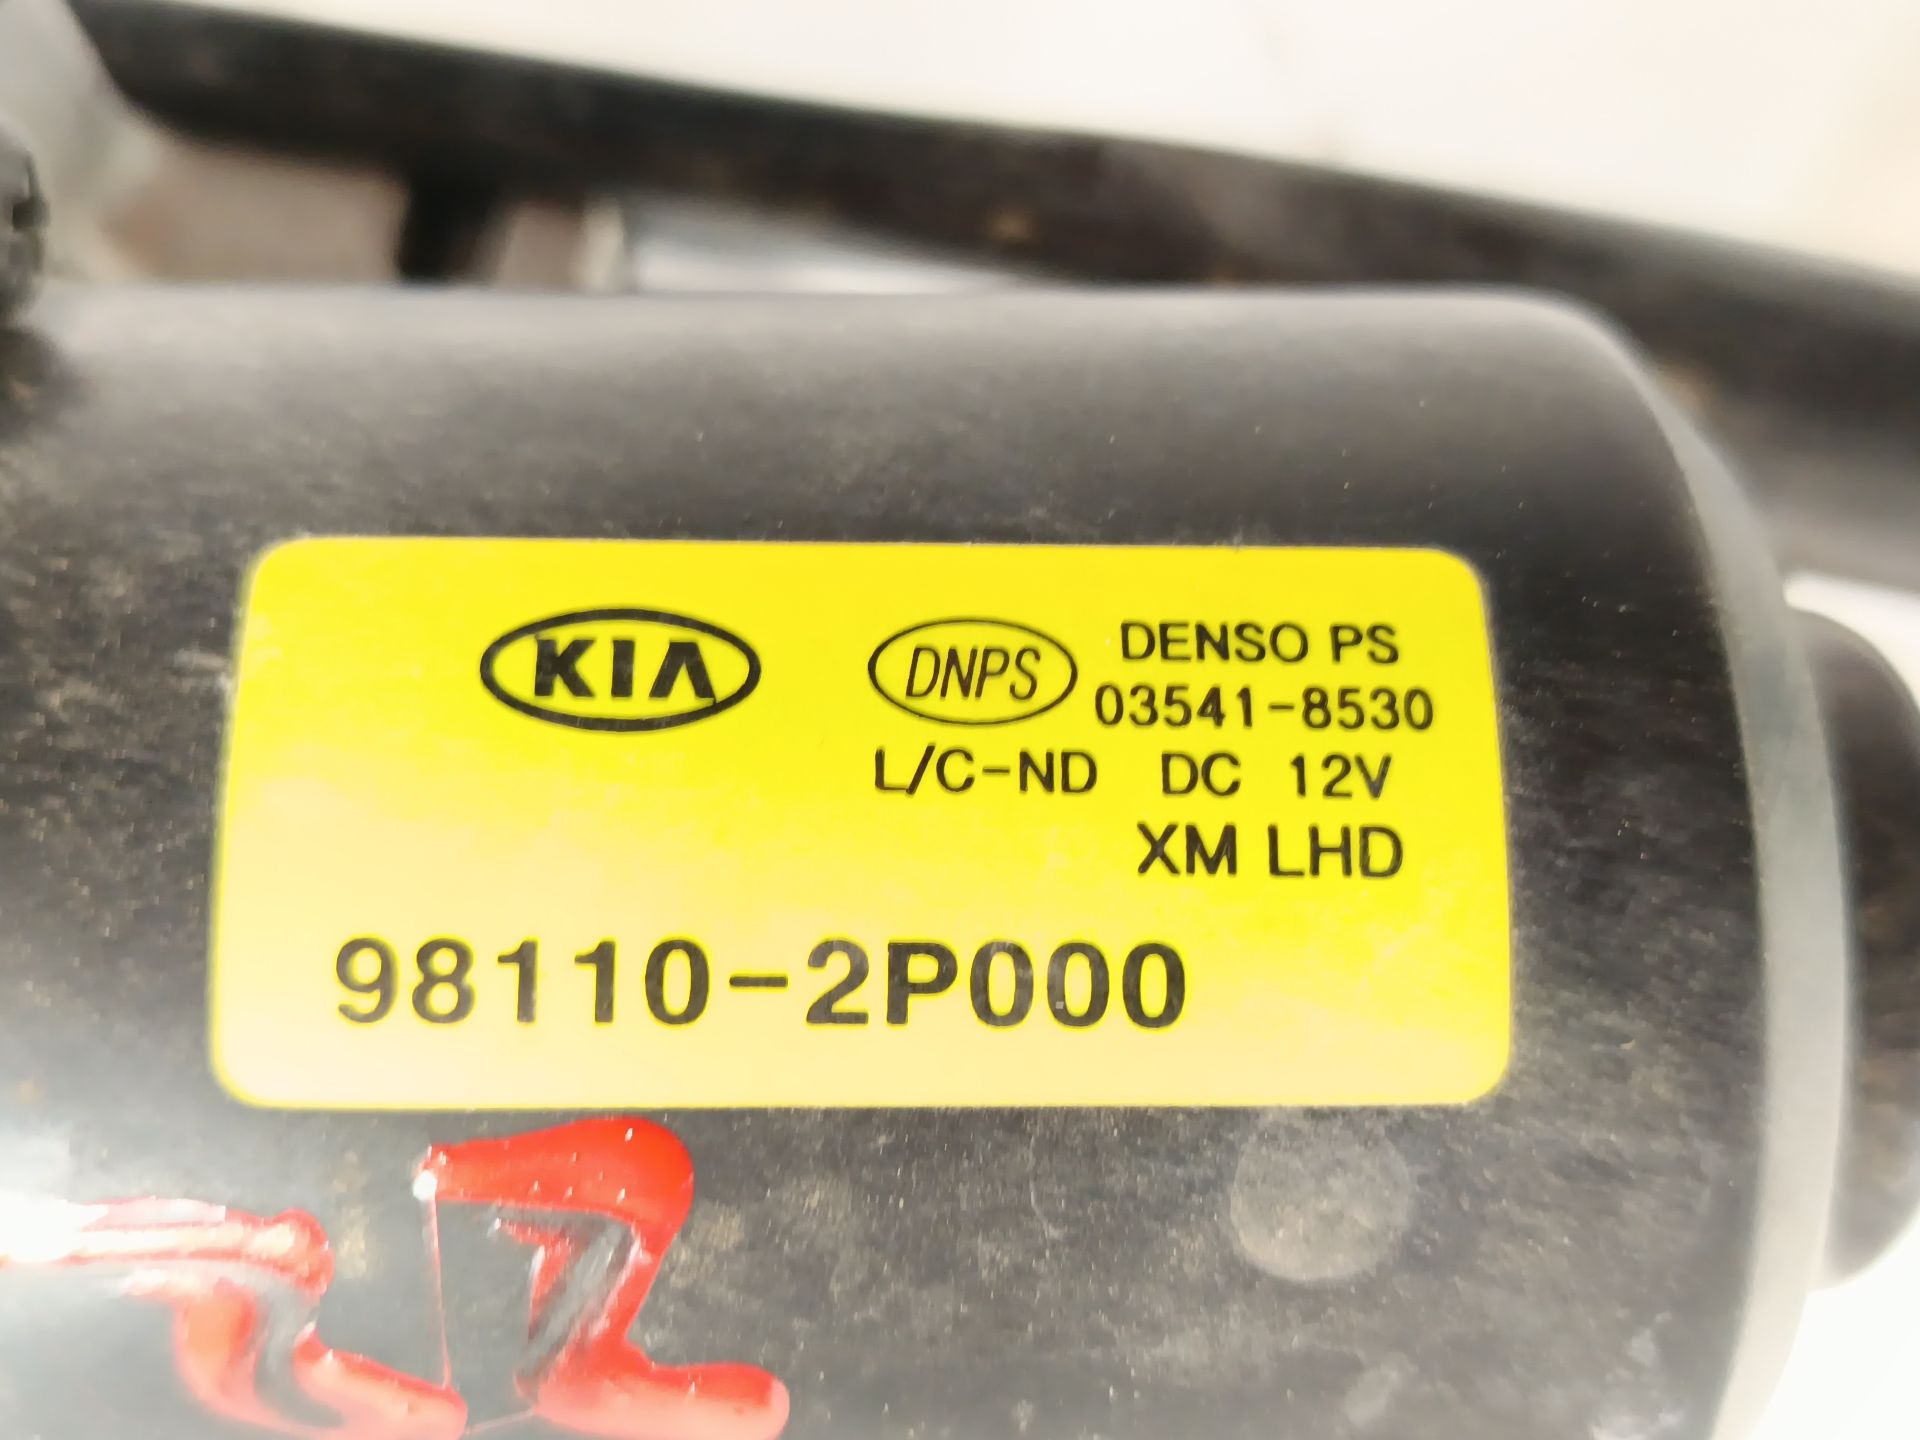 KIA
DNPS DENSO PS
03541-8530
L/C-ND DC 12V
XM LHD
98110-2P000